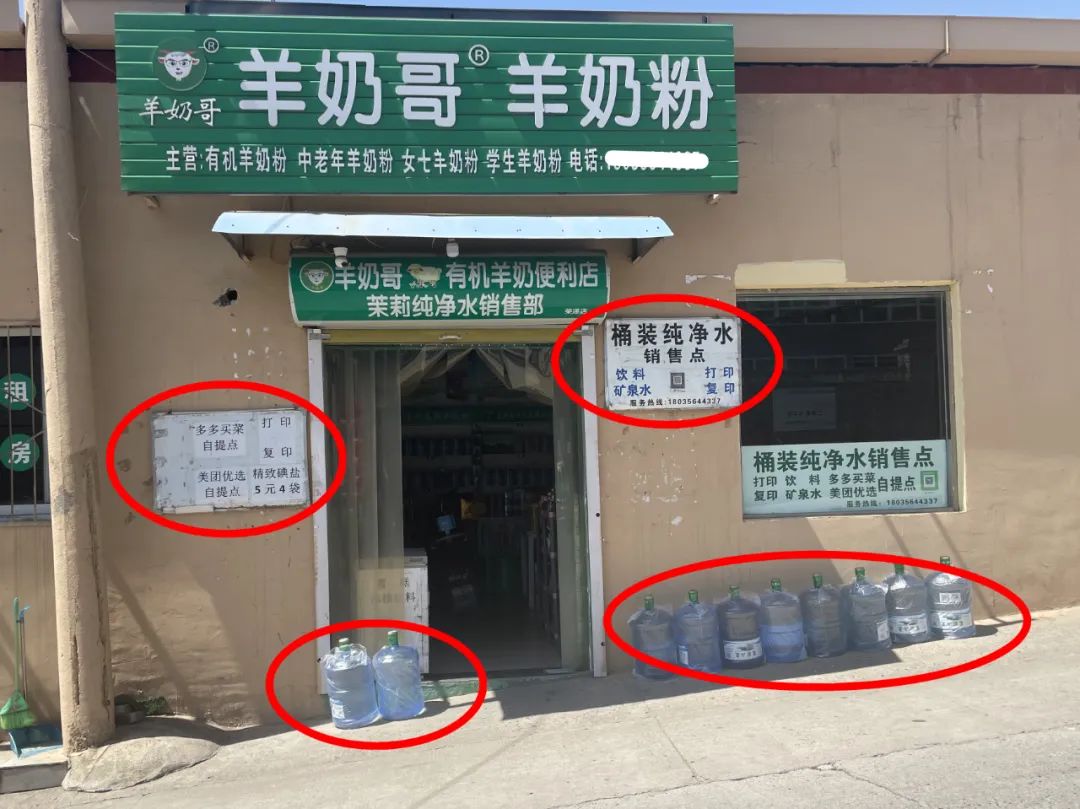 ®
羊奶哥
羊奶哥® 羊奶粉
主营:有机羊奶粉 中老年羊奶粉 女七羊奶粉 学生羊奶粉 电话:
羊奶哥 有机羊奶便利店
茉莉纯净水销售部
桶装纯净水
销售点
饮料 打印
矿泉水 复印
服务热线:18035644337
多多买菜 打印
自提点 复印
美团优选 精致碘盐
自提点 5元4袋
租
房
桶装纯净水销售点
打印 饮料 多多买菜 自提点
复印 矿泉水 美团优选
服务热线:18035644337